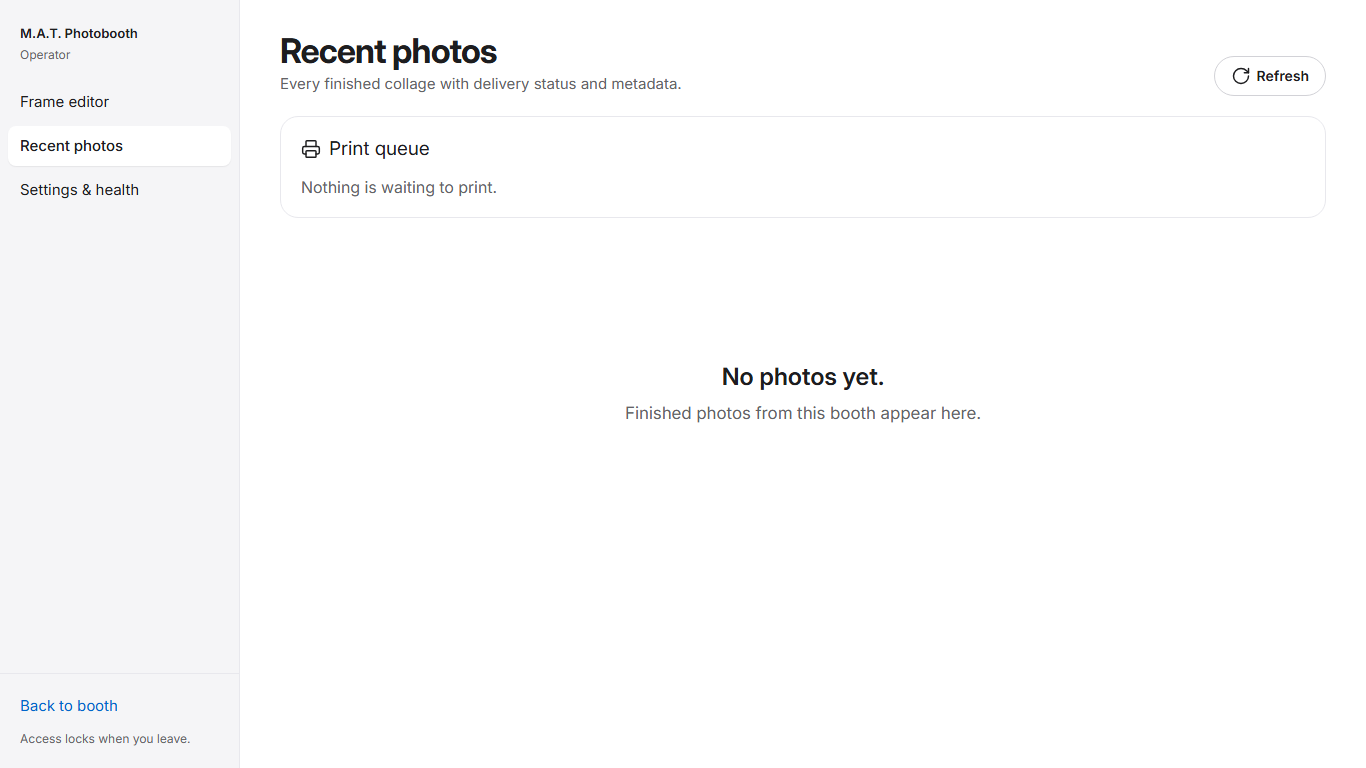 M.A.T. Photobooth
Operator
Frame editor
Recent photos
Settings & health
Back to booth
Access locks when you leave.
Recent photos
Every finished collage with delivery status and metadata.
Refresh
Print queue
Nothing is waiting to print.
No photos yet.
Finished photos from this booth appear here.